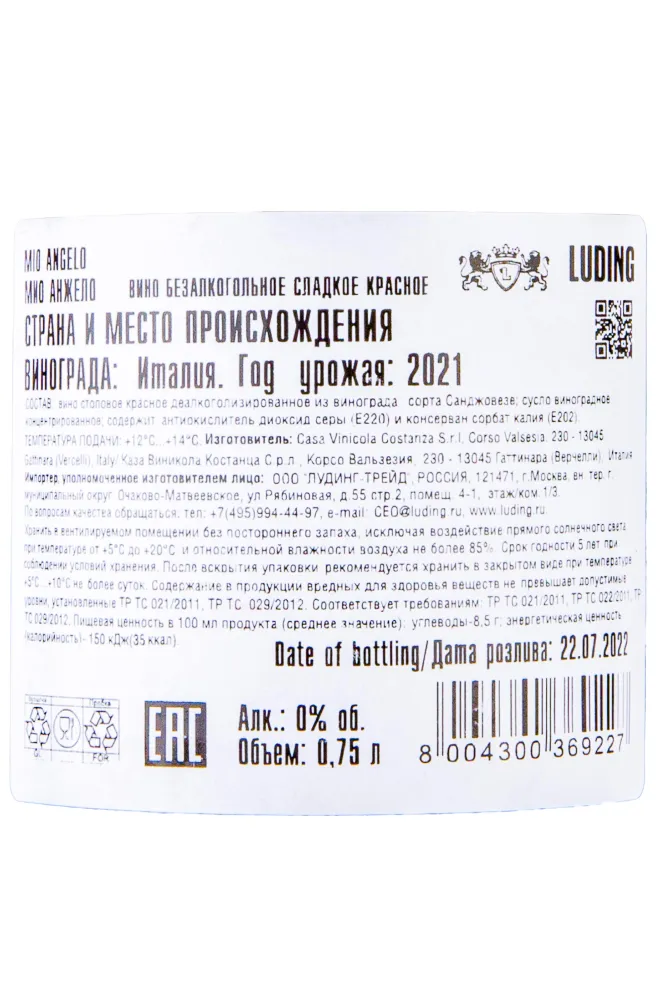 MIO ANGELO
МИО АНЖЕЛО ВИНО БЕЗАЛКОГОЛЬНОЕ СЛАДКОЕ КРАСНОЕ
L LUDING
СТРАНА И МЕСТО ПРОИСХОЖДЕНИЯ
ВИНОГРАДА: Италия. Год урожая: 2021
СОСТАВ: вино столовое красное деалкоголизированное из винограда сорта Санджовезе; сусло виноградное
концентрированное, содержит антиокислитель диоксид серы (Е220) и консерван сорбат калия (Е202).
ТЕМПЕРАТУРА ПОДАЧИ: +12°С...+14°С. Изготовитель: Casa Vinicola Costanza S.r.l, Corso Valsesia, 230 - 13045
Guttinara (Vercelli), Italy/ Каза Виникола Костанца С.р.л., Корсо Вальзезия, 230 - 13045 Гаттинара (Верчелли). Италия
Импортер, уполномоченное изготовителем лицо: ООО "ЛУДИНГ-ТРЕЙД", РОССИЯ, 121471, г.Москва, вн. тер. г.
муниципальный округ Очаково-Матвеевское, ул Рябиновая, д.55 стр.2, помещ. 4-1, этаж/ком 1/3.
По вопросам качества обращаться: тел: +7(495)994-44-97, e-mail: CEO@luding.ru, www.luding.ru.
Хранить в вентилируемом помещении без постороннего запаха, исключая воздействие прямого солнечного света
при температуре от +5°С до +20°С и относительной влажности воздуха не более 85%. Срок годности 5 лет при
соблюдении условий хранения. После вскрытия упаковки рекомендуется хранить в закрытом виде при температуре
+5°С...+10°С не более суток. Содержание в продукции вредных для здоровья веществ не превышает допустимые
уровни, установленные ТР ТС 021/2011, ТР ТС 029/2012. Соответствует требованиям: ТР ТС 021/2011, ТР ТС 022/2011, ТР
ТС 029/2012. Пищевая ценность в 100 мл продукта (среднее значение): углеводы-8,5 г; энергетическая ценность
(калорийность)- 150 кДж(35 ккал).
Date of bottling/Дата розлива: 22.07.2022
Пробка
GL FOR
EAC
Алк.: 0% об.
Объем: 0,75 л
8 004300 369227